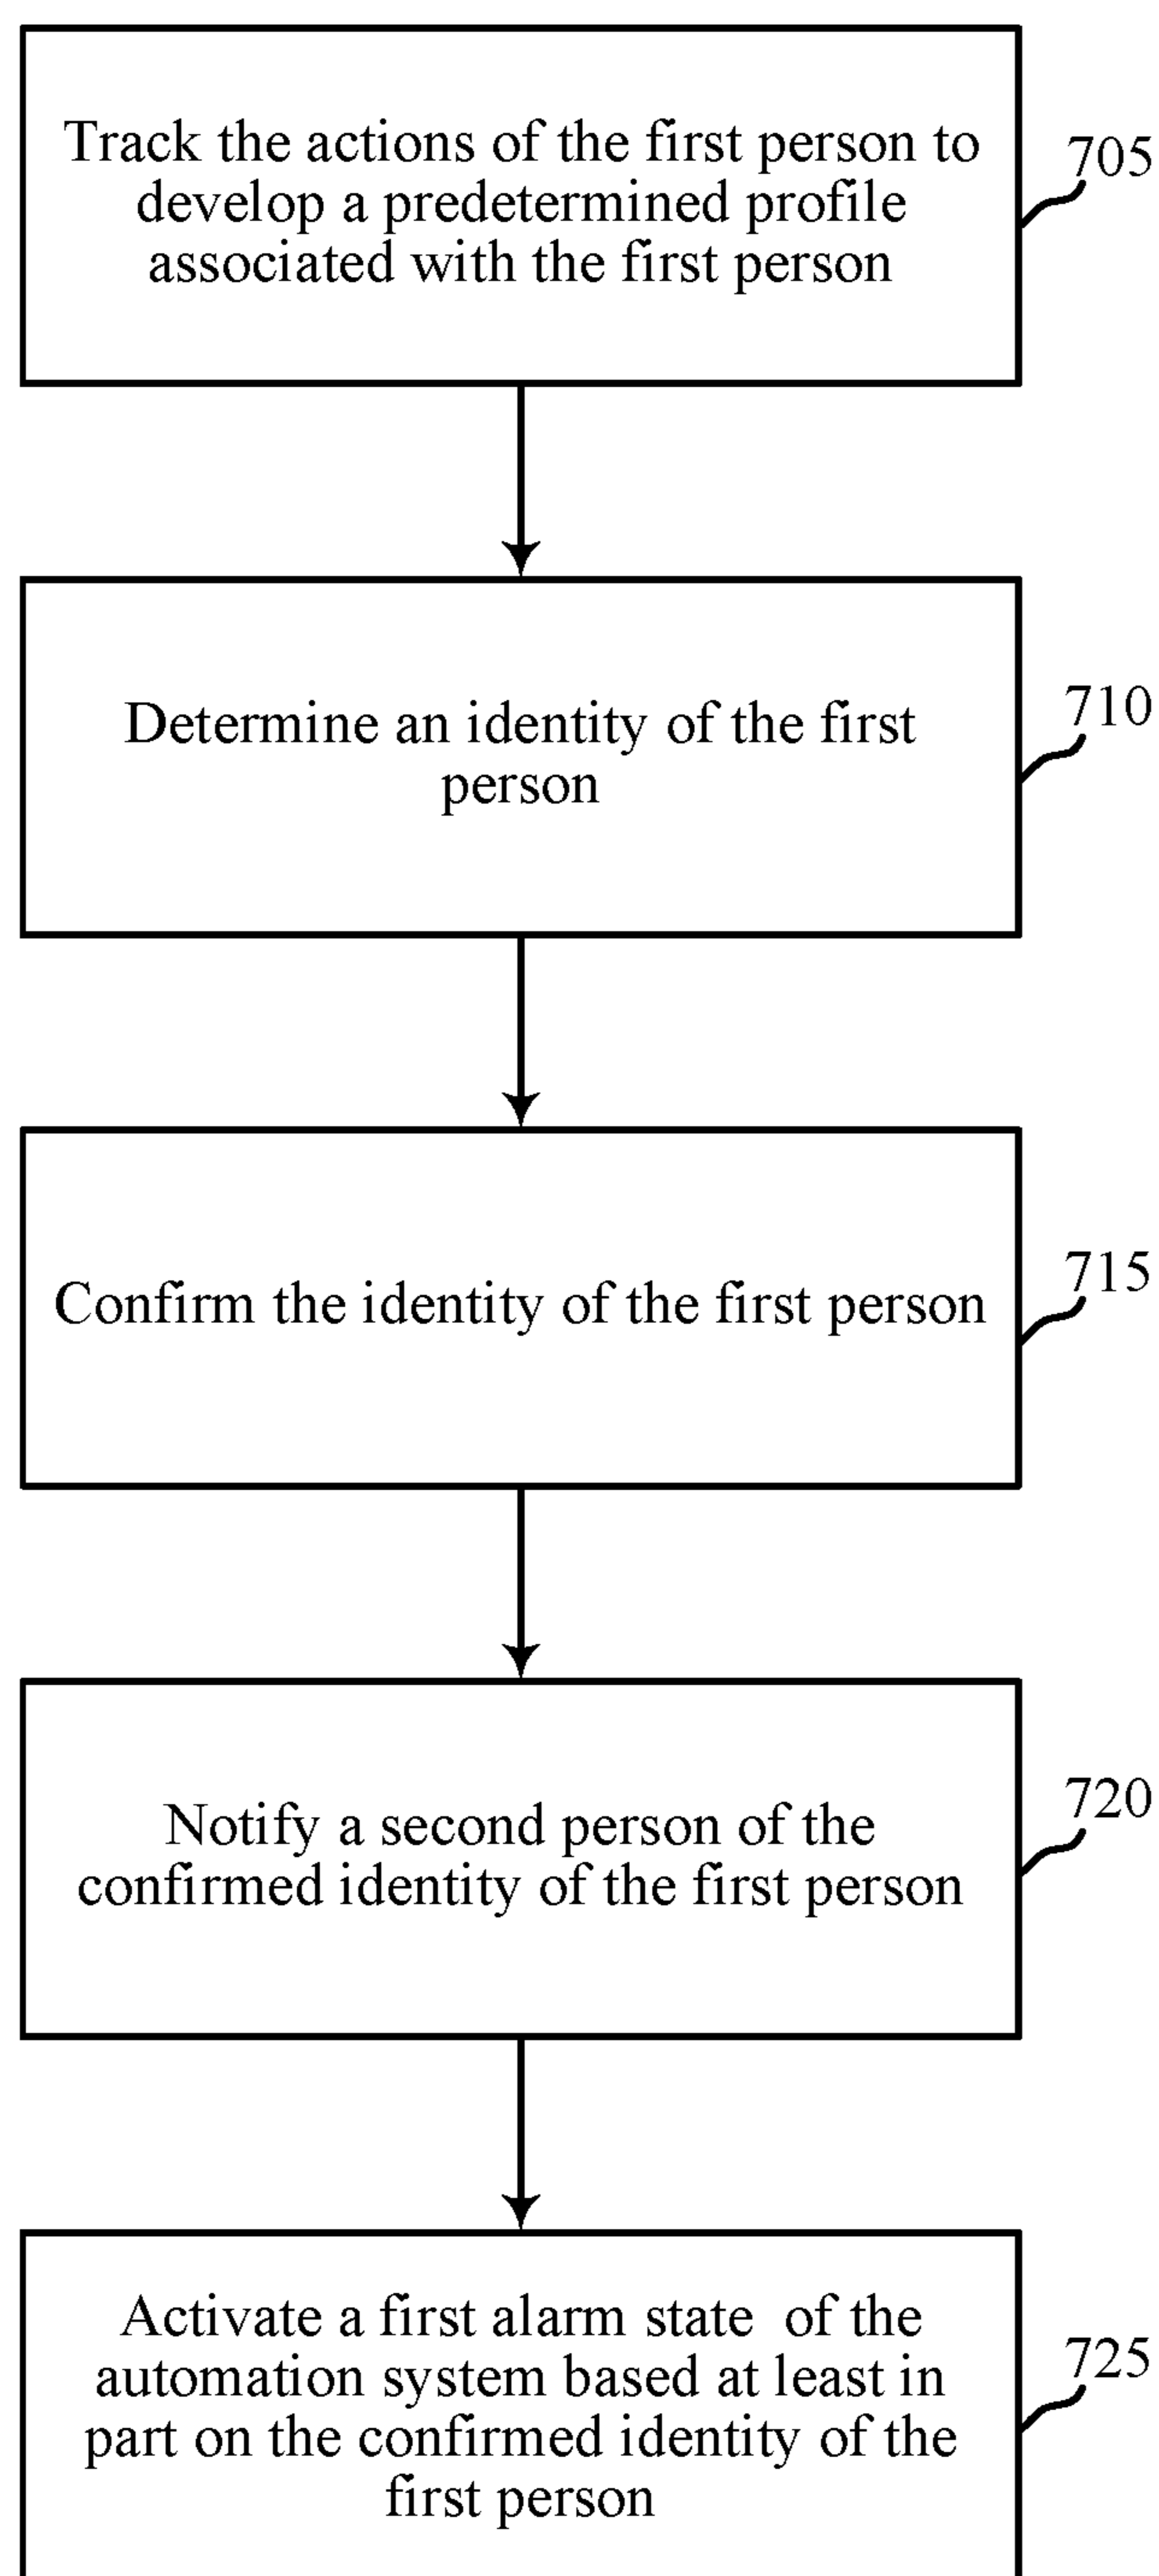 Track the actions of the first person to
develop a predetermined profile
associated with the first person
705
Determine an identity of the first
person
710
Confirm the identity of the first person
715
Notify a second person of the
confirmed identity of the first person
720
Activate a first alarm state  of the
automation system based at least in
part on the confirmed identity of the
first person
725